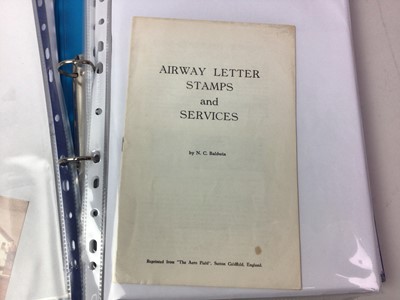 AIRWAY LETTER
STAMPS
and
SERVICES
by N. C. Baldwin
Reprinted from "The Aero Field", Sutton Coldfield, England.